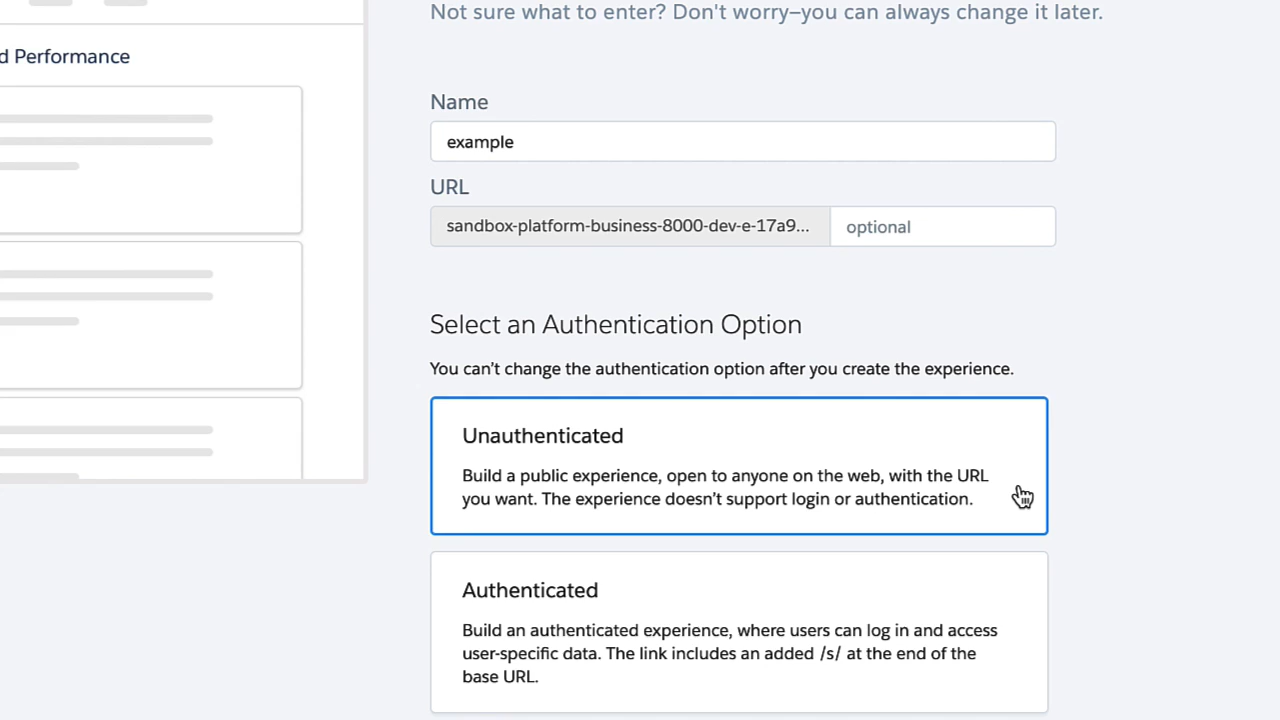 Not sure what to enter? Don't worry–you can always change it later.
d Performance
Name
example
URL
sandbox-platform-business-8000-dev-e-17a9...
optional
Select an Authentication Option
You can't change the authentication option after you create the experience.
Unauthenticated
Build a public experience, open to anyone on the web, with the URL
you want. The experience doesn't support login or authentication.
Authenticated
Build an authenticated experience, where users can log in and access
user-specific data. The link includes an added /s/ at the end of the
base URL.